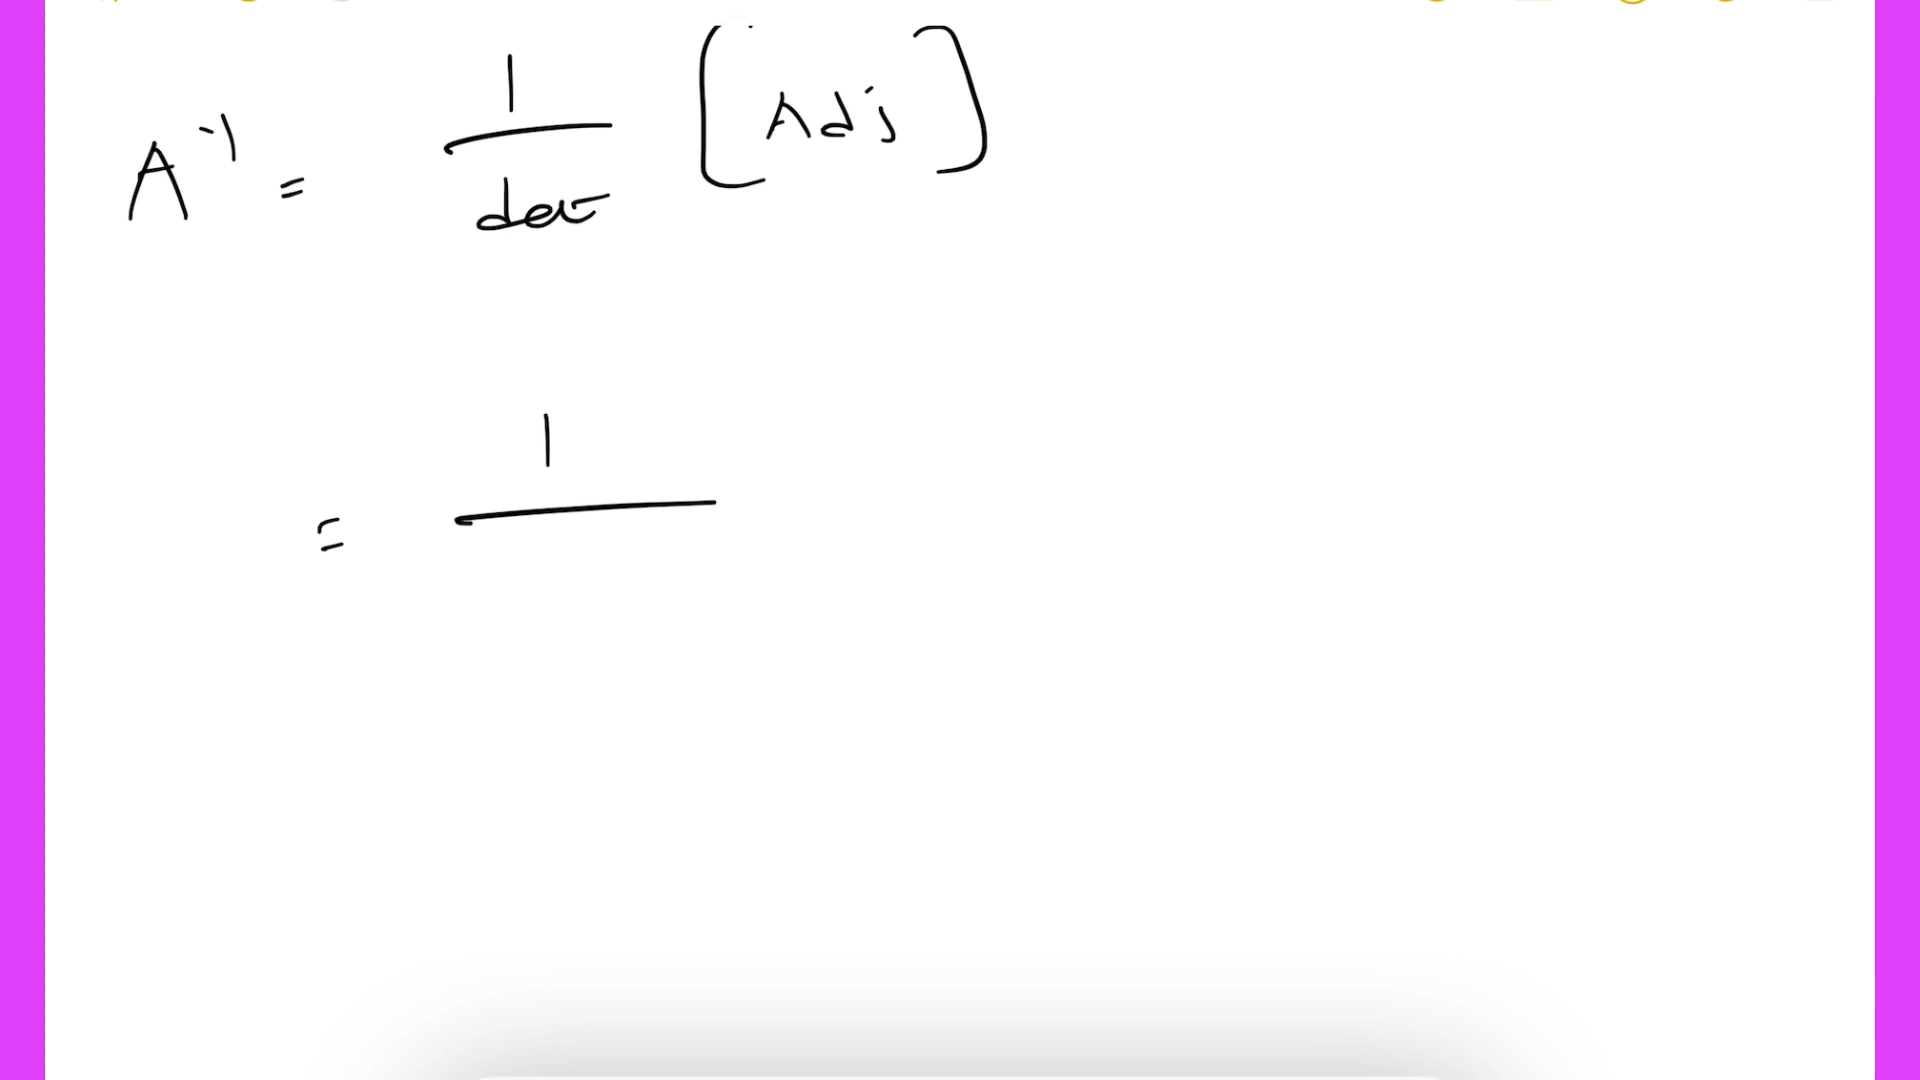 A⁻¹ = 1/det [Adj]
= 1/